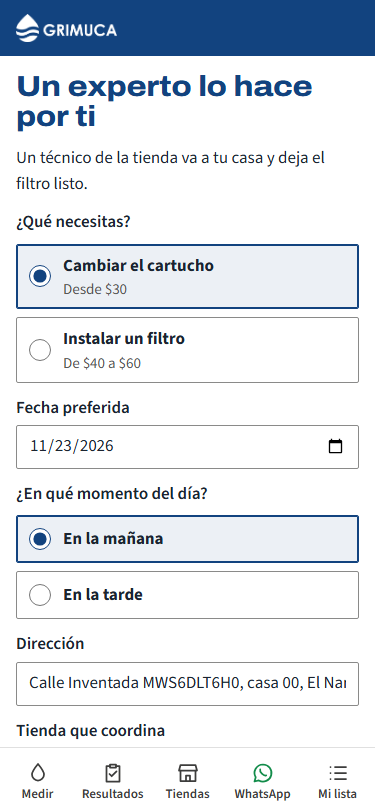 GRIMUCA
Un experto lo hace
por ti
Un técnico de la tienda va a tu casa y deja el
filtro listo.
¿Qué necesitas?
Cambiar el cartucho
Desde $30
Instalar un filtro
De $40 a $60
Fecha preferida
11/23/2026
¿En qué momento del día?
En la mañana
En la tarde
Dirección
Calle Inventada MWS6DLT6H0, casa 00, El Nar
Tienda que coordina
Medir
Resultados
Tiendas
WhatsApp
Mi lista